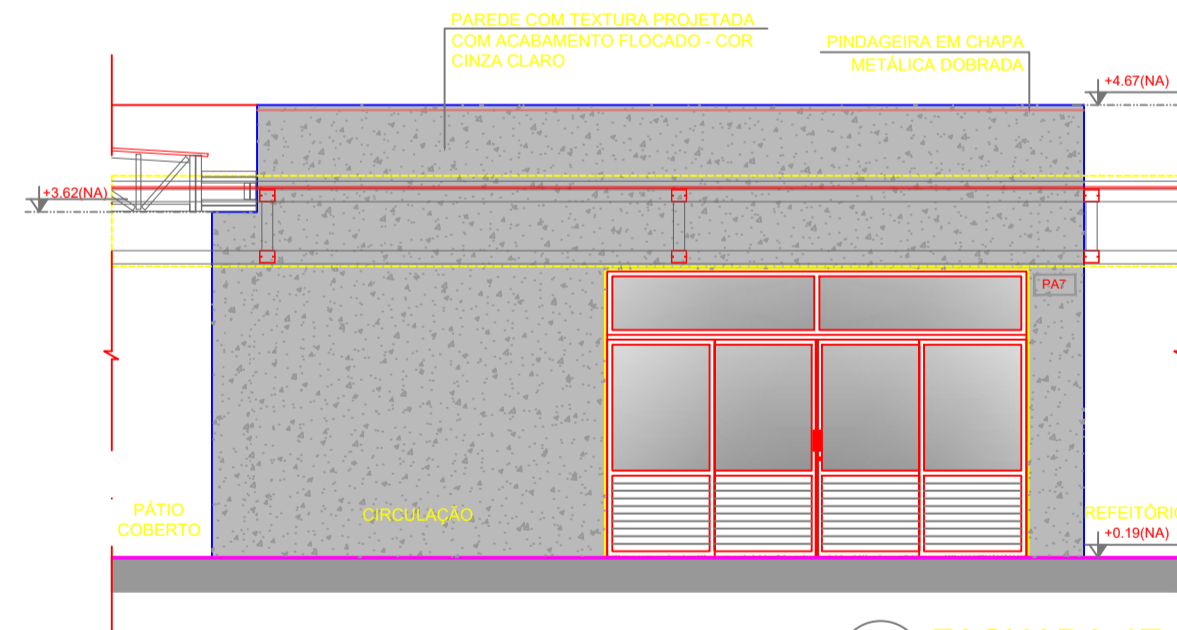 PAREDE COM TEXTURA PROJETADA
COM ACABAMENTO FLOCADO - COR
CINZA CLARO
PINDAGEIRA EM CHAPA
METÁLICA DOBRADA
+4.67(NA)
+3.62(NA)
PA7
PÁTIO
COBERTO
CIRCULAÇÃO
REFEITÓRIO
+0.19(NA)